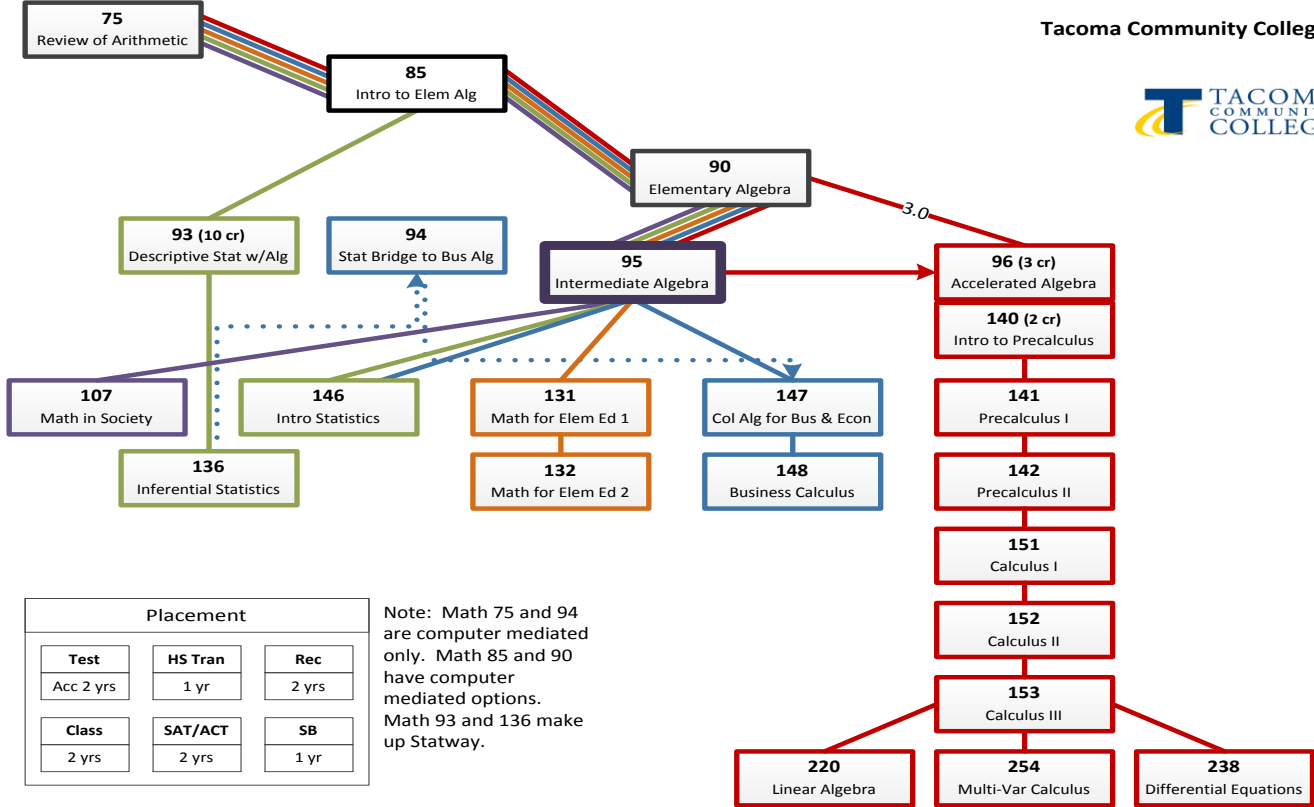 75
Review of Arithmetic
Tacoma Community Colleg
TACOM
COMMUNIT
COLLEG
85
Intro to Elem Alg
90
Elementary Algebra
3.0
93 (10 cr)
Descriptive Stat w/Alg
94
Stat Bridge to Bus Alg
95
Intermediate Algebra
96 (3 cr)
Accelerated Algebra
140 (2 cr)
Intro to Precalculus
107
Math in Society
146
Intro Statistics
131
Math for Elem Ed 1
147
Col Alg for Bus & Econ
141
Precalculus I
136
Inferential Statistics
132
Math for Elem Ed 2
148
Business Calculus
142
Precalculus II
151
Calculus I
152
Calculus II
153
Calculus III
220
Linear Algebra
254
Multi-Var Calculus
238
Differential Equations
Placement
Test
Acc 2 yrs
HS Tran
1 yr
Rec
2 yrs
Class
2 yrs
SAT/ACT
2 yrs
SB
1 yr
Note: Math 75 and 94
are computer mediated
only. Math 85 and 90
have computer
mediated options.
Math 93 and 136 make
up Statway.